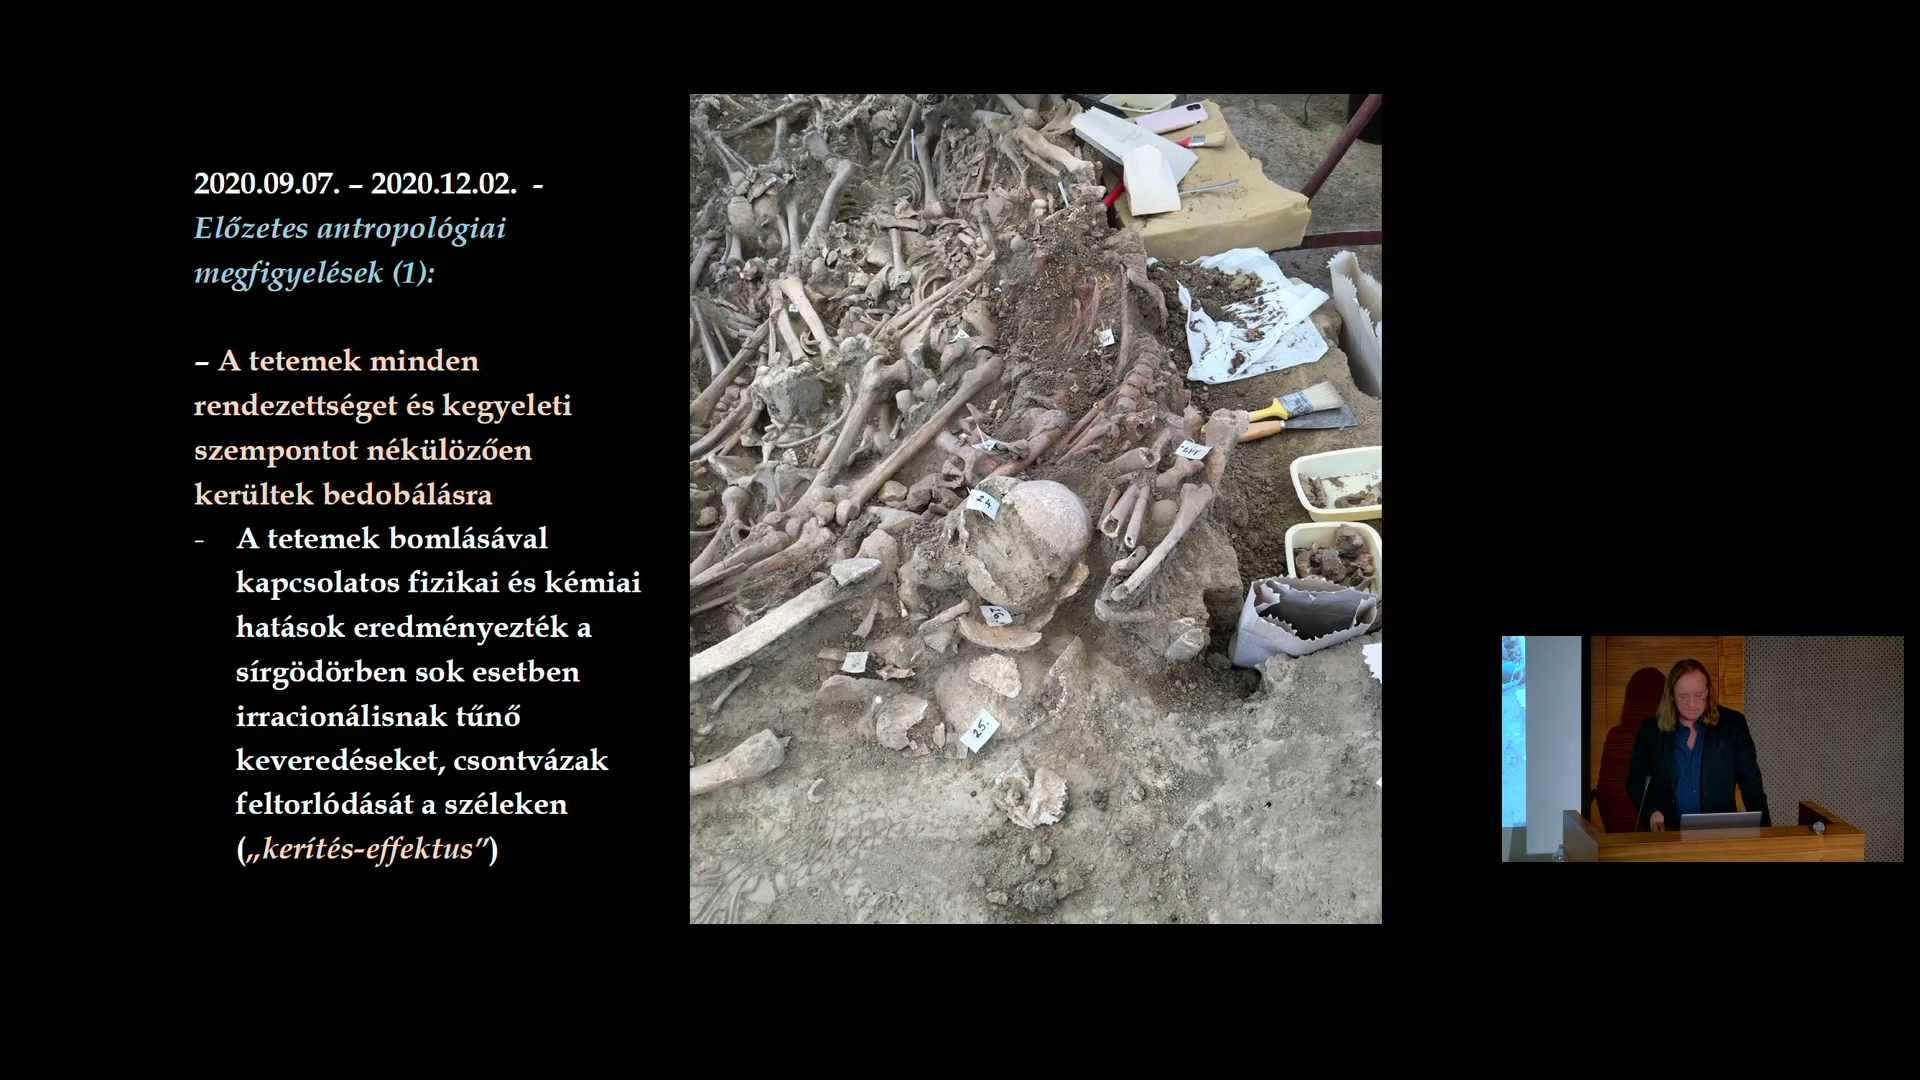 2020.09.07. – 2020.12.02. -
Előzetes antropológiai
megfigyelések (1):
– A tetemek minden
rendezettséget és kegyeleti
szempontot nékülözően
kerültek bedobálásra
- A tetemek bomlásával
kapcsolatos fizikai és kémiai
hatások eredményezték a
sírgödörben sok esetben
irracionálisnak tűnő
keveredéseket, csontvázak
feltorlódását a széleken
(„kerítés-effektus”)
24.
25.